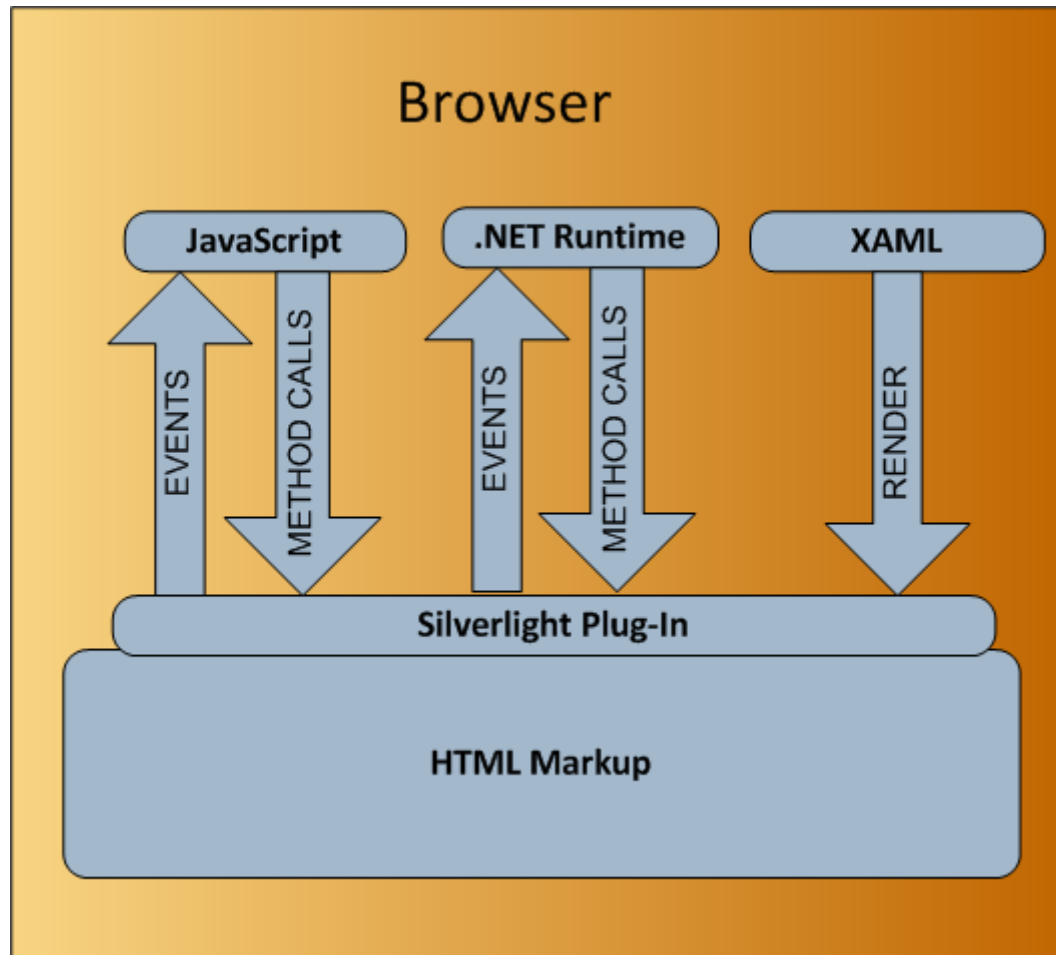 Browser
JavaScript
.NET Runtime
XAML
EVENTS
METHOD CALLS
EVENTS
METHOD CALLS
RENDER
Silverlight Plug-In
HTML Markup